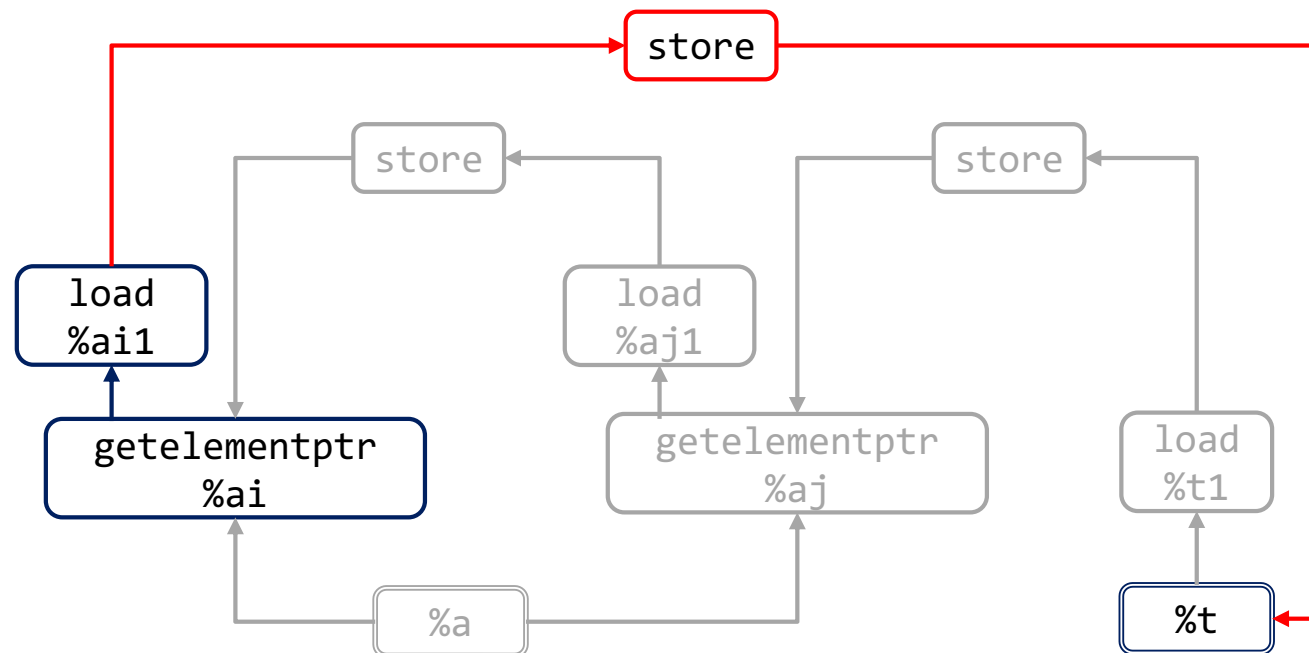 store
store
store
load
%ai1
load
%aj1
getelementptr
%ai
getelementptr
%aj
load
%t1
%a
%t